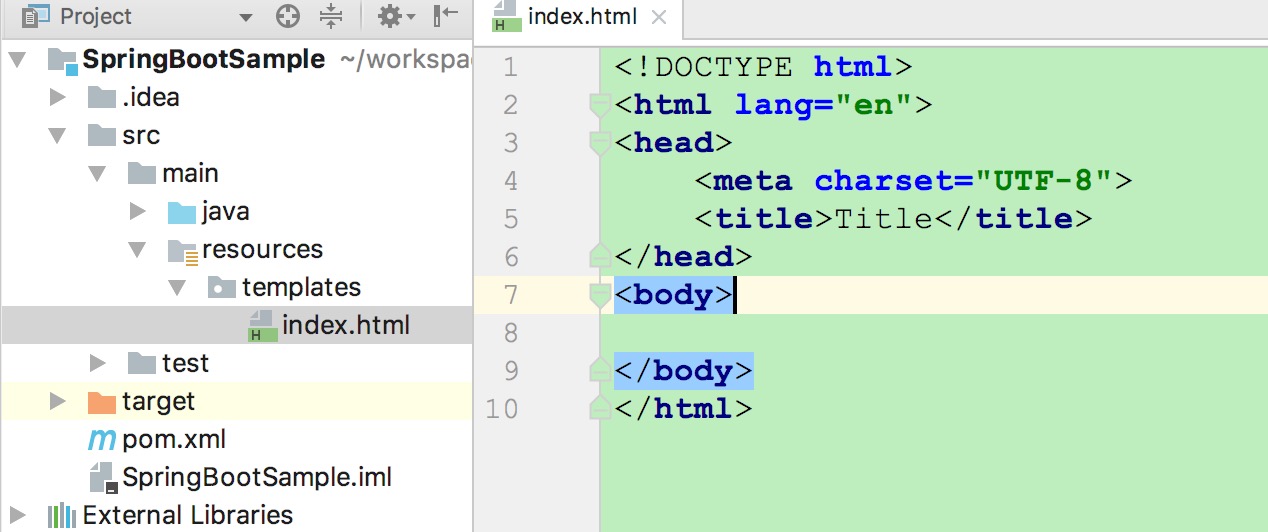 Project
SpringBootSample ~/workspa
.idea
src
main
java
resources
templates
index.html
test
target
pom.xml
SpringBootSample.iml
External Libraries
index.html
1 <!DOCTYPE html>
2 <html lang="en">
3 <head>
4 <meta charset="UTF-8">
5 <title>Title</title>
6 </head>
7 <body>
8
9 </body>
10 </html>